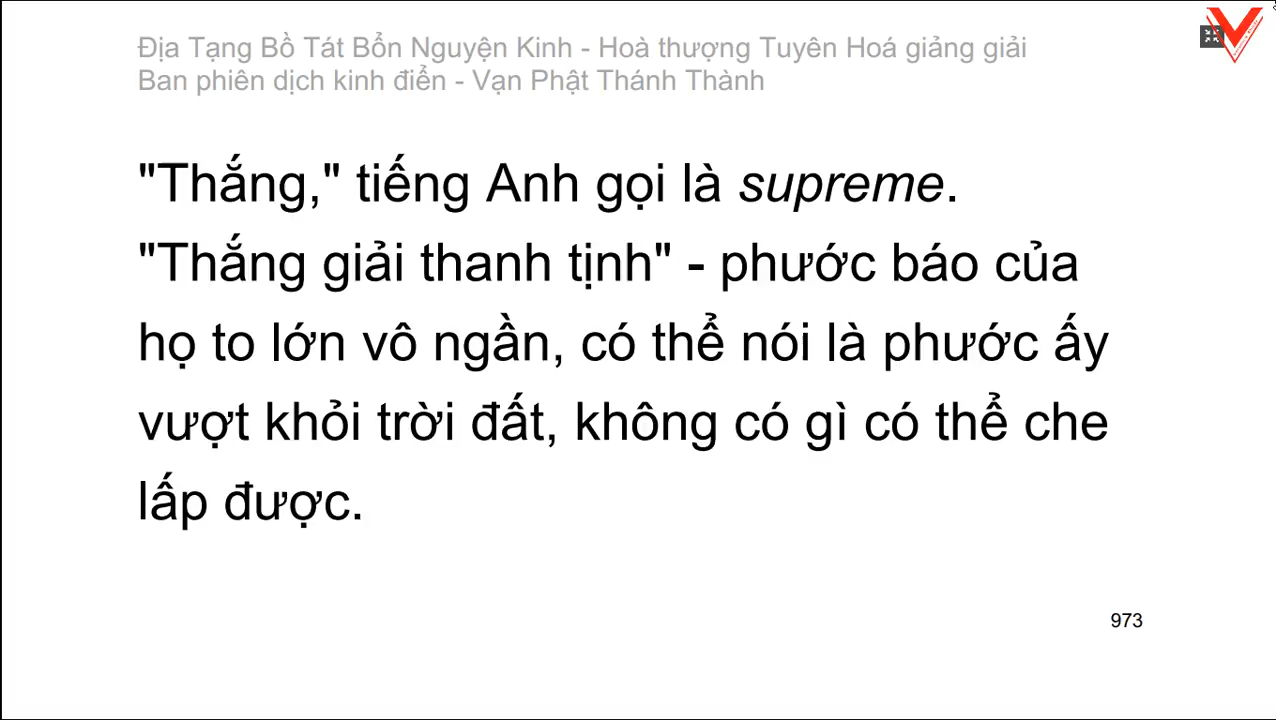 Địa Tạng Bồ Tát Bổn Nguyện Kinh - Hoà thượng Tuyên Hoá giảng giải
Ban phiên dịch kinh điển - Vạn Phật Thánh Thành
"Thắng," tiếng Anh gọi là supreme.
"Thắng giải thanh tịnh" - phước báo của
họ to lớn vô ngần, có thể nói là phước ấy
vượt khỏi trời đất, không có gì có thể che
lấp được.
973